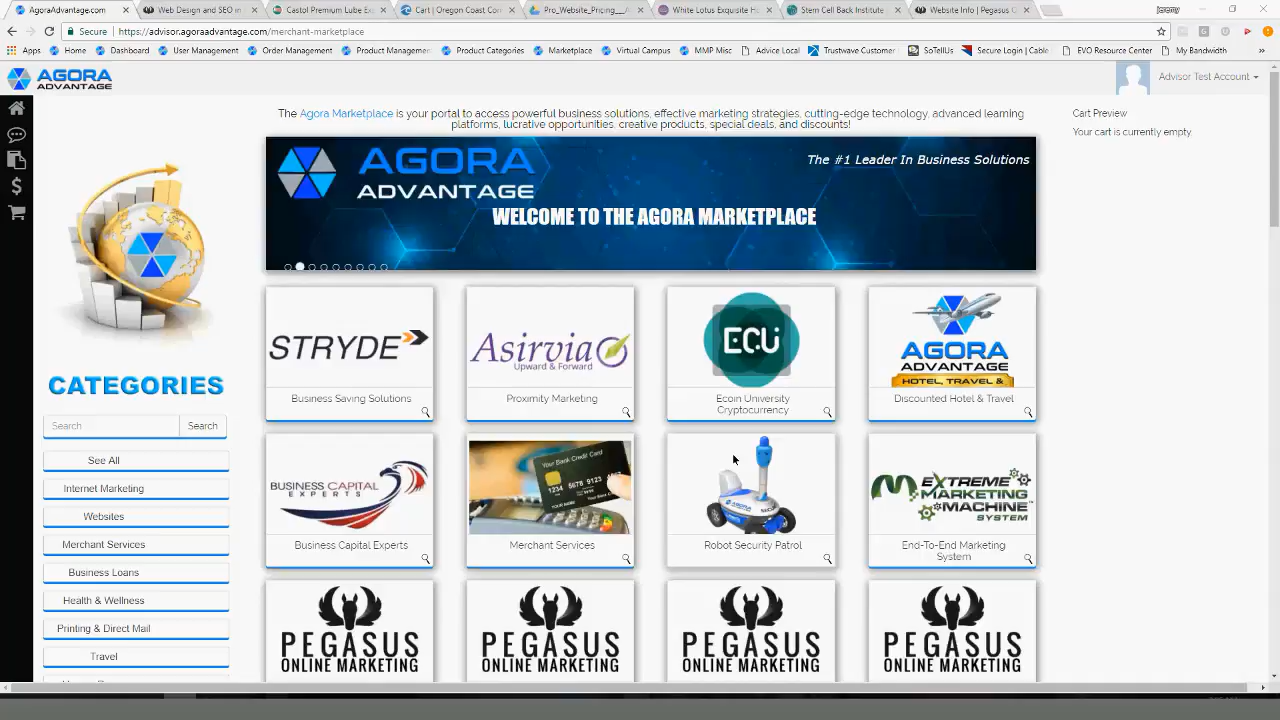 AgoraAdvantage.com
Web Design and SEO in
Castol Premium Lube Ex
Cart | Oregon Coast Com
Pro_Website_Pricing__/A
White Lotus Exquisite Ha
Stem Cell Back Institute
Website Info | Pegasus O
Jeremy
Secure
https://advisor.agoraadvantage.com/merchant-marketplace
Apps
Home
Dashboard
User Management
Order Management
Product Management
Product Categories
Marketplace
Virtual Campus
MyWiFi Misc
Advice Local
Trustwave Customer
SoTellUs
Secure Login | Cable
EVO Resource Center
My Bandwith
AGORA
ADVANTAGE
Advisor Test Account
The Agora Marketplace is your portal to access powerful business solutions, effective marketing strategies, cutting-edge technology, advanced learning
platforms, lucrative opportunities, creative products, special deals, and discounts!
Cart Preview
Your cart is currently empty.
AGORA
ADVANTAGE
The #1 Leader In Business Solutions
WELCOME TO THE AGORA MARKETPLACE
CATEGORIES
Search
Search
See All
Internet Marketing
Websites
Merchant Services
Business Loans
Health & Wellness
Printing & Direct Mail
Travel
STRYDE
Business Saving Solutions
Asirvia
Upward & Forward
Proximity Marketing
ECU
Ecoin University
Cryptocurrency
AGORA
ADVANTAGE
HOTEL, TRAVEL &
Discounted Hotel & Travel
BUSINESS CAPITAL
EXPERTS
Business Capital Experts
Your Bank Credit Card
Merchant Services
Robot Security Patrol
EXTREME
MARKETING
MACHINE
SYSTEM
End-To-End Marketing
System
PEGASUS
ONLINE MARKETING
PEGASUS
ONLINE MARKETING
PEGASUS
ONLINE MARKETING
PEGASUS
ONLINE MARKETING